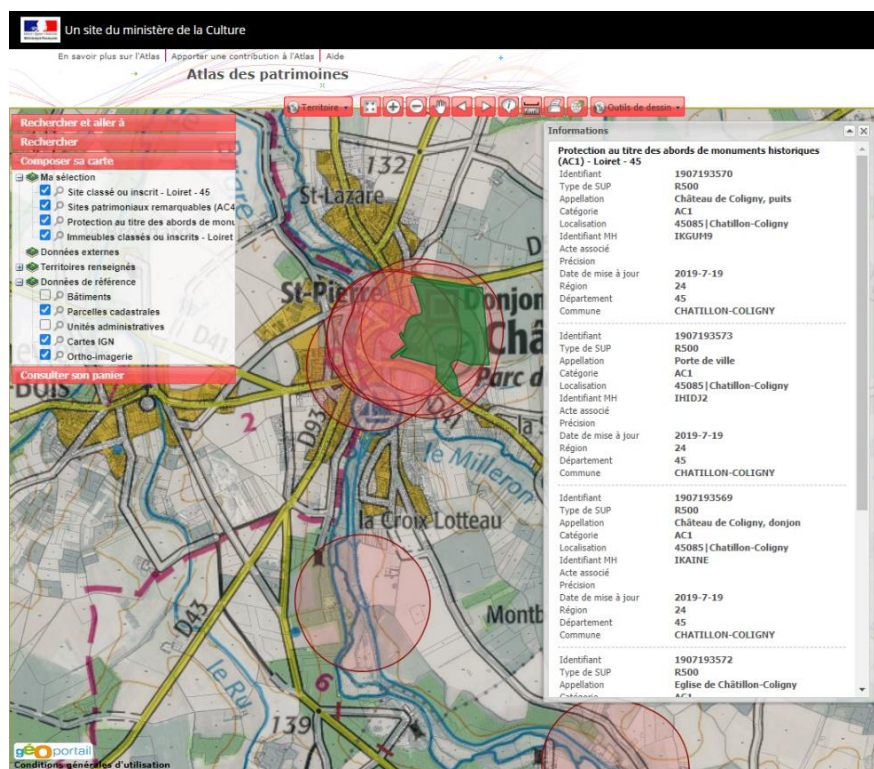 Un site du ministère de la Culture
En savoir plus sur l'Atlas
Apporter une contribution à l'Atlas
Aide
Atlas des patrimoines
Territoire
Outils de dessin
Rechercher et aller à
Rechercher
Composer sa carte
Ma sélection
Site classé ou inscrit - Loiret - 45
Sites patrimoniaux remarquables (AC4
Protection au titre des abords de monu
Immeubles classés ou inscrits - Loiret
Données externes
Territoires renseignés
Données de référence
Bâtiments
Parcelles cadastrales
Unités administratives
Cartes IGN
Ortho-imagerie
Consulter son panier
132
St-Lazare
St-Pierre
Donjon
Châ
Parc d
D41
BOIS
2
D93
D41
la S
le Milleron
la Croix Lotteau
D43
Montb
le Ru
6
139
géoportail
Conditions générales d'utilisation
Informations
Protection au titre des abords de monuments historiques
(AC1) - Loiret - 45
Identifiant 1907193570
Type de SUP R500
Appellation Château de Coligny, puits
Catégorie AC1
Localisation 45085|Chatillon-Coligny
Identifiant MH IKGUM9
Acte associé
Précision
Date de mise à jour 2019-7-19
Région 24
Département 45
Commune CHATILLON-COLIGNY
Identifiant 1907193573
Type de SUP R500
Appellation Porte de ville
Catégorie AC1
Localisation 45085|Chatillon-Coligny
Identifiant MH IHIDJ2
Acte associé
Précision
Date de mise à jour 2019-7-19
Région 24
Département 45
Commune CHATILLON-COLIGNY
Identifiant 1907193569
Type de SUP R500
Appellation Château de Coligny, donjon
Catégorie AC1
Localisation 45085|Chatillon-Coligny
Identifiant MH IKAINE
Acte associé
Précision
Date de mise à jour 2019-7-19
Région 24
Département 45
Commune CHATILLON-COLIGNY
Identifiant 1907193572
Type de SUP R500
Appellation Eglise de Châtillon-Coligny
Catégorie AC1